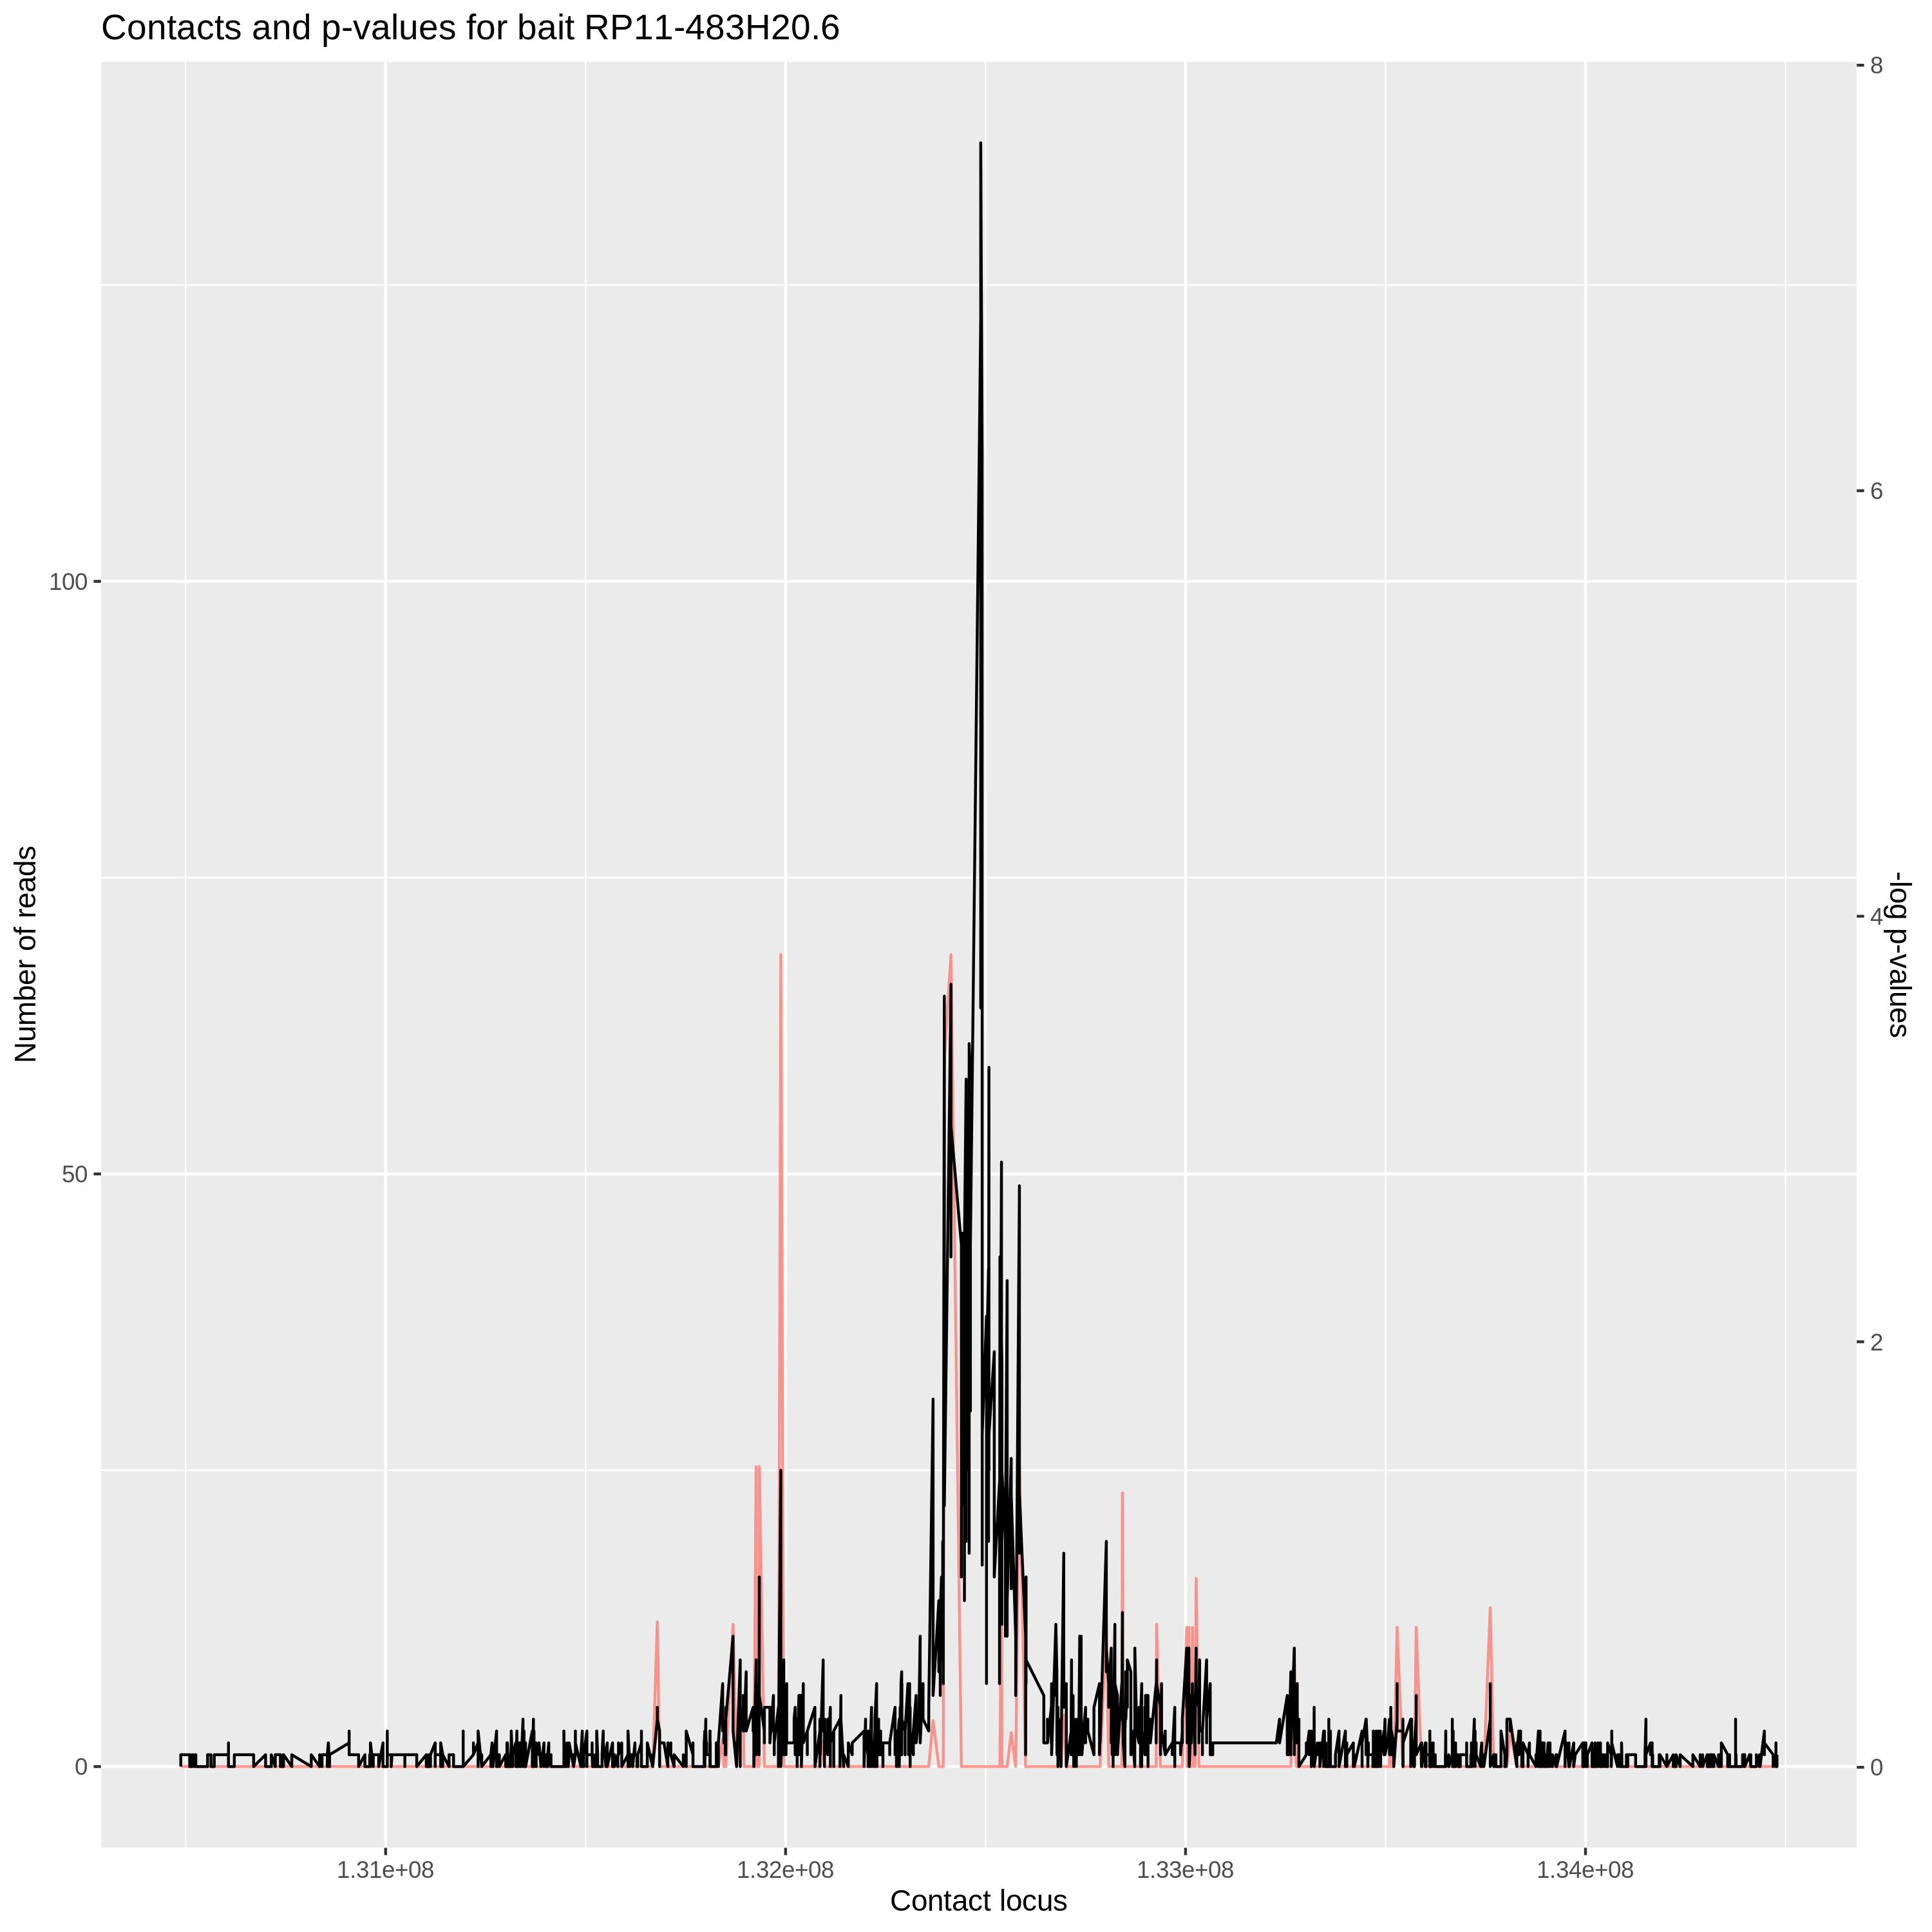 Contacts and p-values for bait RP11-483H20.6
8
6
100
Number of reads
-log p-values
4
50
2
0
0
1.31e+08
1.32e+08
1.33e+08
1.34e+08
Contact locus